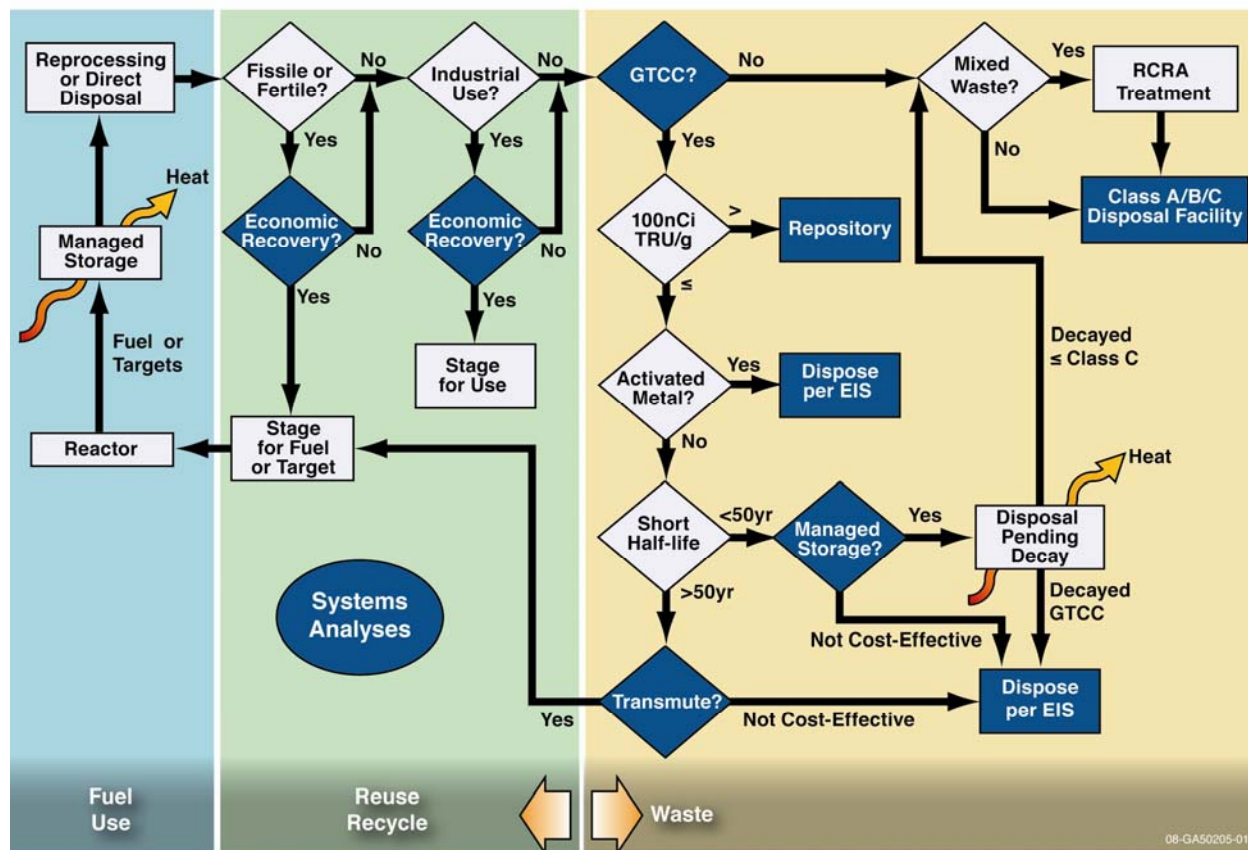 Reprocessing
or Direct
Disposal
Heat
Managed
Storage
Fuel or
Targets
Reactor
Fissile or
Fertile?
No
Yes
Economic
Recovery?
No
Yes
Stage
for Fuel
or Target
Industrial
Use?
No
Yes
Economic
Recovery?
No
Yes
Stage
for Use
Systems
Analyses
GTCC?
No
Yes
100nCi
TRU/g
>
Repository
≤
Activated
Metal?
Yes
Dispose
per EIS
No
Short
Half-life
<50yr
Managed
Storage?
Yes
Disposal
Pending
Decay
Heat
>50yr
Not Cost-Effective
Transmute?
Yes
Not Cost-Effective
Dispose
per EIS
Decayed
GTCC
Decayed
≤ Class C
Mixed
Waste?
Yes
RCRA
Treatment
No
Class A/B/C
Disposal Facility
Fuel
Use
Reuse
Recycle
Waste
08-GA50205-01